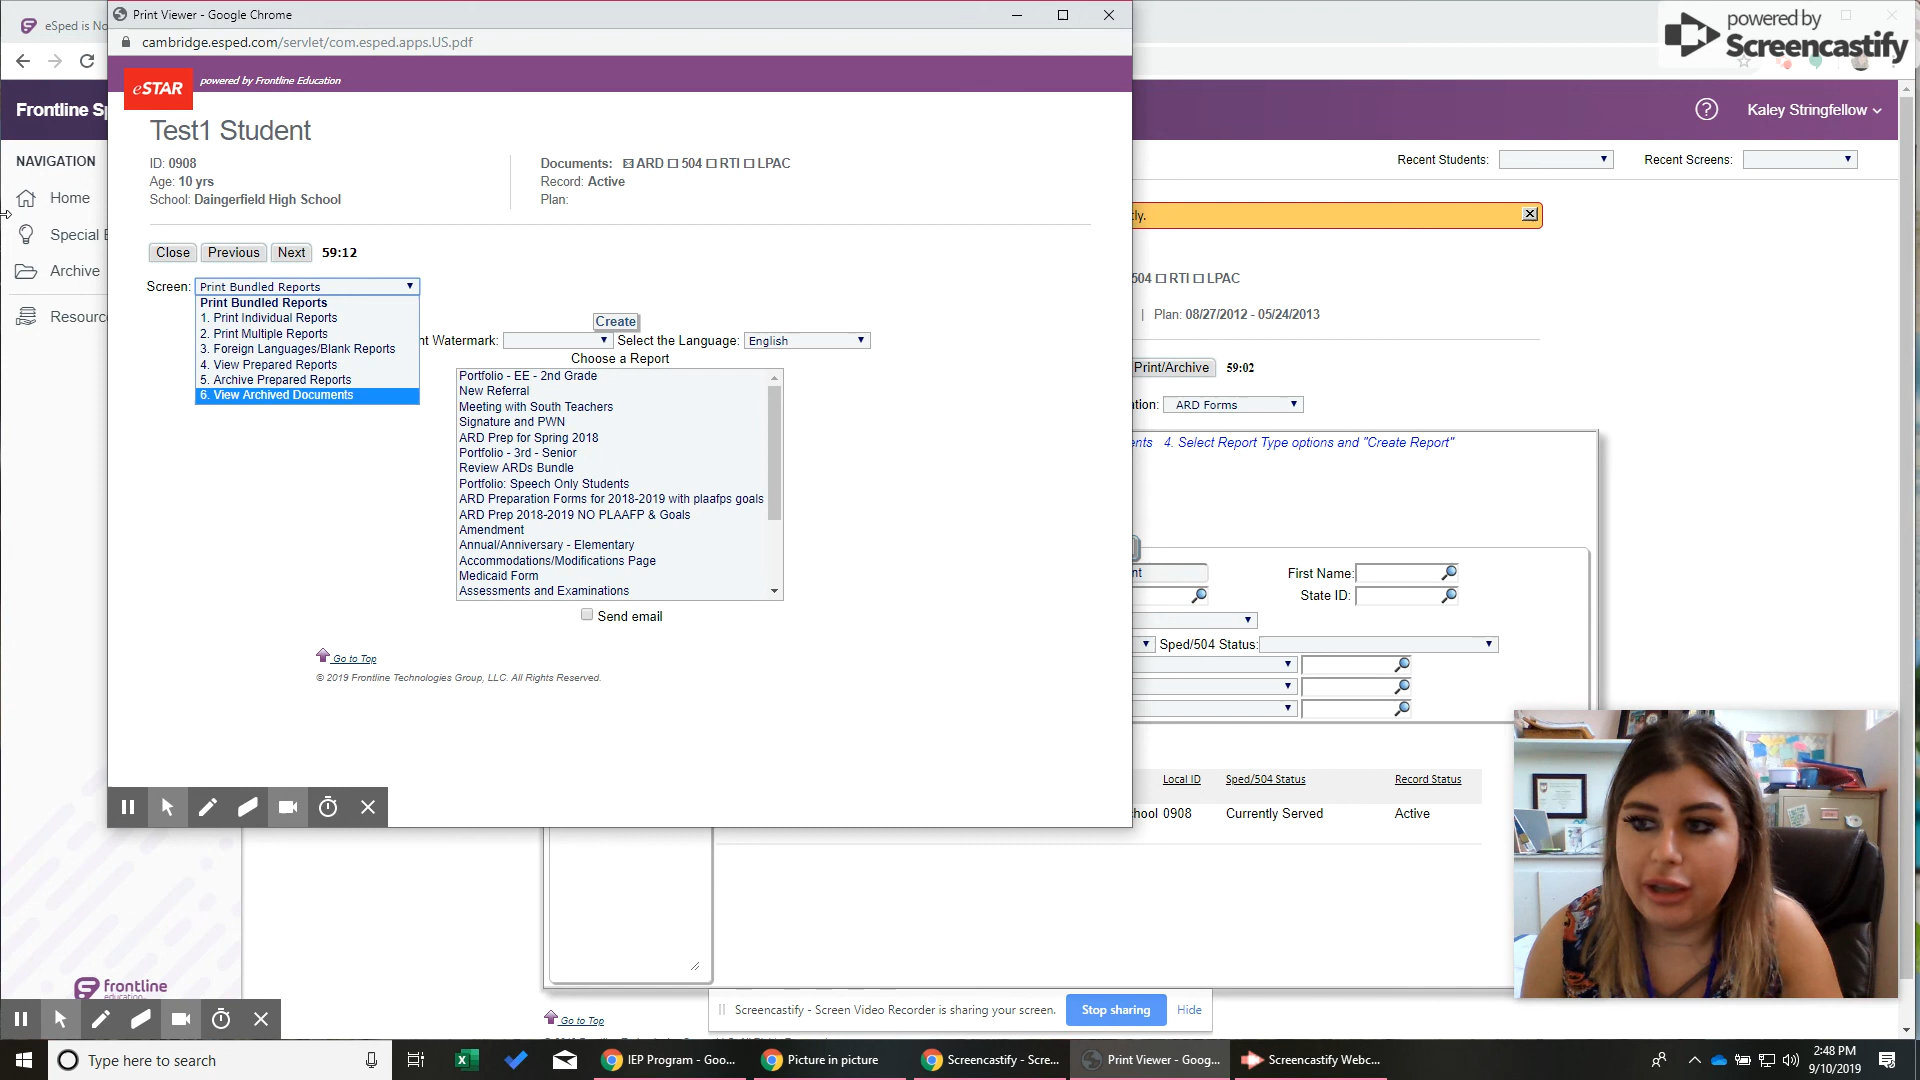 eSped is No
Print Viewer - Google Chrome
cambridge.esped.com/servlet/com.esped.apps.US.pdf
powered by
Screencastify
eSTAR
powered by Frontline Education
Frontline Sp
Kaley Stringfellow
NAVIGATION
Home
Special E
Archive
Resourc
Test1 Student
ID: 0908
Age: 10 yrs
School: Daingerfield High School
Documents: ARD 504 RTI LPAC
Record: Active
Plan:
Recent Students:
Recent Screens:
tly.
504 RTI LPAC
| Plan: 08/27/2012 - 05/24/2013
Close Previous Next 59:12
Print/Archive 59:02
Screen: Print Bundled Reports
Print Bundled Reports
1. Print Individual Reports
2. Print Multiple Reports
3. Foreign Languages/Blank Reports
4. View Prepared Reports
5. Archive Prepared Reports
6. View Archived Documents
Create
nt Watermark: Select the Language: English
Choose a Report
Portfolio - EE - 2nd Grade
New Referral
Meeting with South Teachers
Signature and PWN
ARD Prep for Spring 2018
Portfolio - 3rd - Senior
Review ARDs Bundle
Portfolio: Speech Only Students
ARD Preparation Forms for 2018-2019 with plaafps goals
ARD Prep 2018-2019 NO PLAAFP & Goals
Amendment
Annual/Anniversary - Elementary
Accommodations/Modifications Page
Medicaid Form
Assessments and Examinations
Send email
Go to Top
© 2019 Frontline Technologies Group, LLC. All Rights Reserved.
tion: ARD Forms
ents 4. Select Report Type options and "Create Report"
nt
First Name:
State ID:
Sped/504 Status:
Local ID Sped/504 Status Record Status
hool 0908 Currently Served Active
frontline
education
Screencastify - Screen Video Recorder is sharing your screen. Stop sharing Hide
Go to Top
Type here to search
IEP Program - Goo...
Picture in picture
Screencastify - Scre...
Print Viewer - Goog...
Screencastify Webc...
2:48 PM
9/10/2019